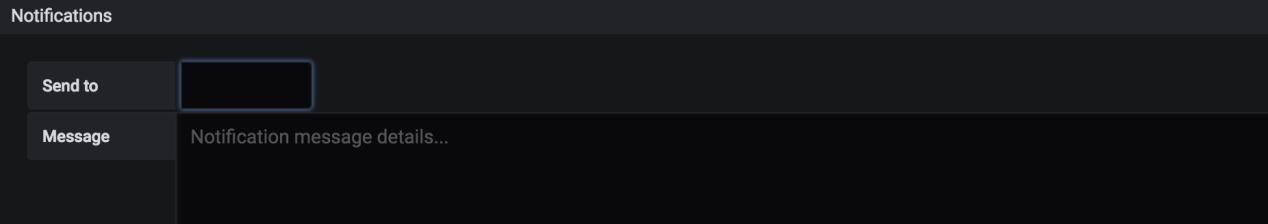 Notifications
Send to
Message
Notification message details...